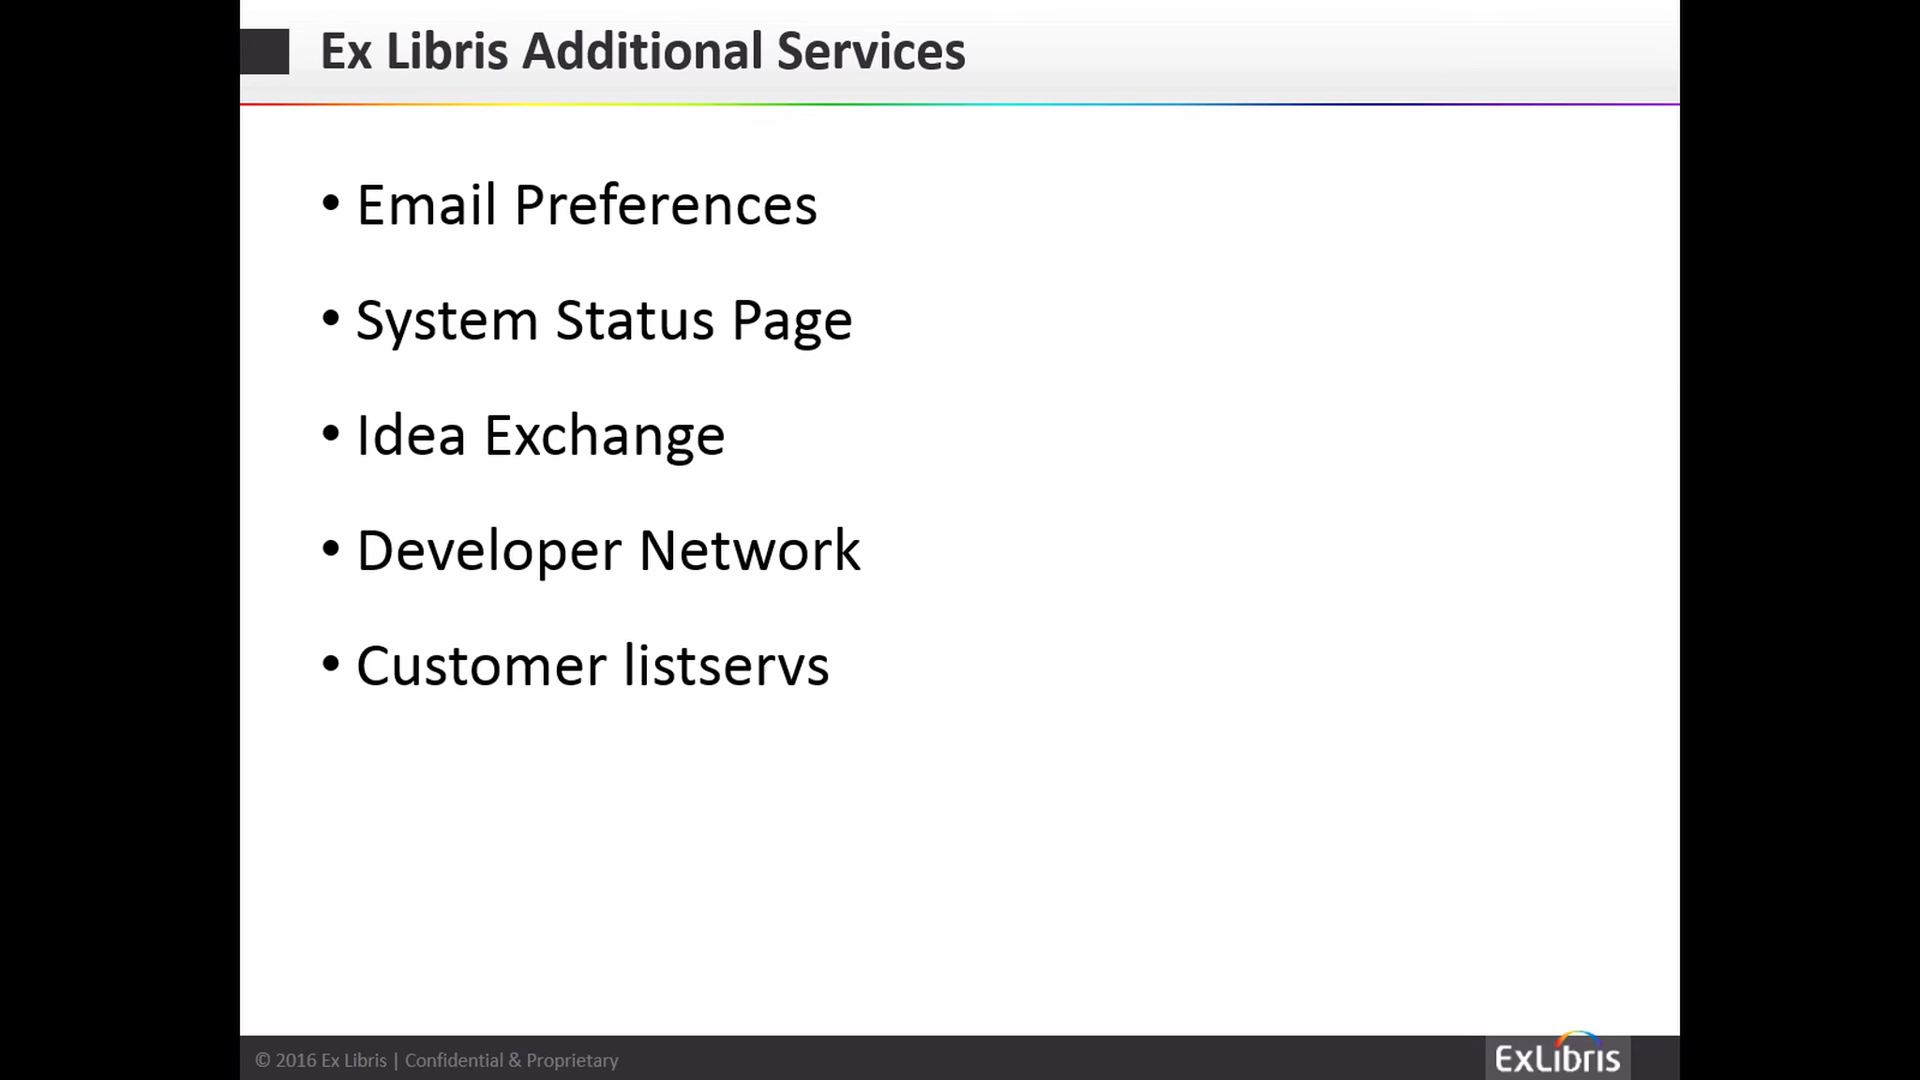 Ex Libris Additional Services
• Email Preferences
• System Status Page
• Idea Exchange
• Developer Network
• Customer listservs
© 2016 Ex Libris | Confidential & Proprietary
ExLibris